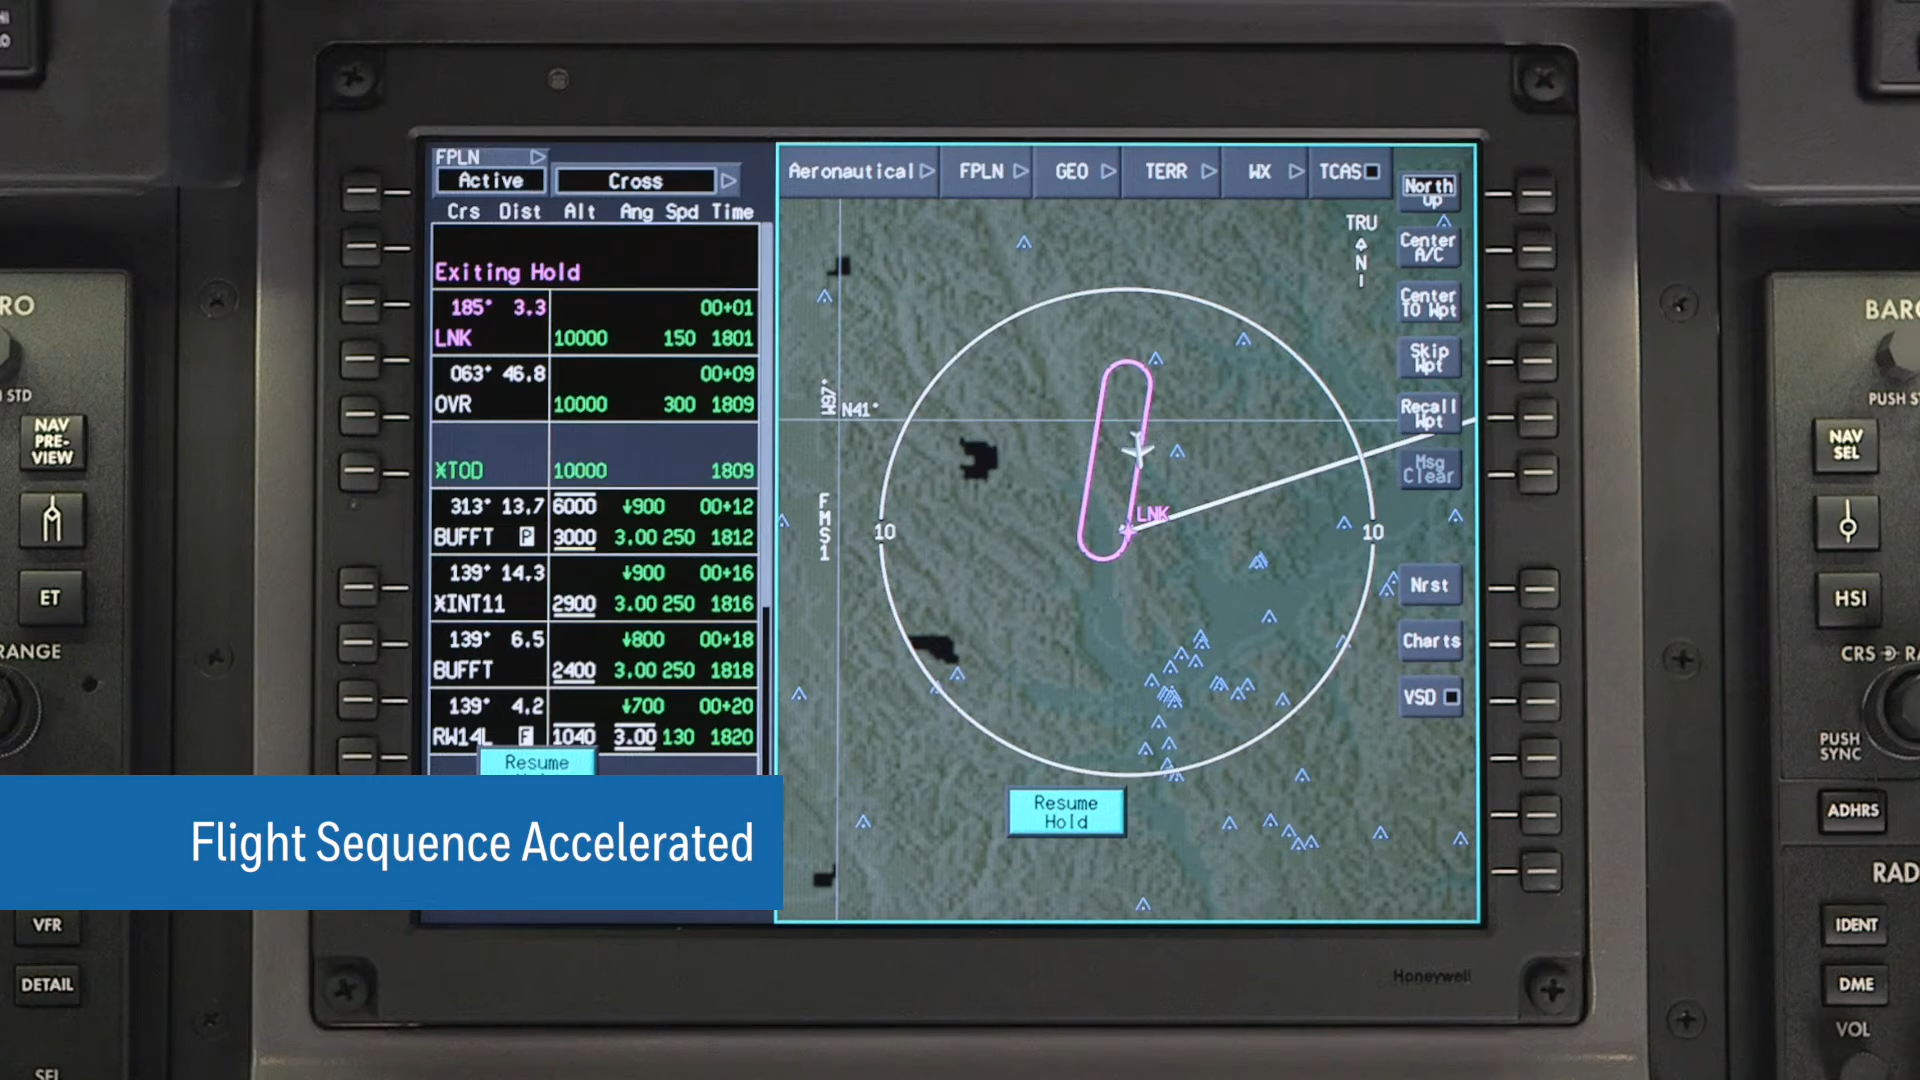 RO
STD
NAV
PRE-
VIEW
ET
RANGE
VFR
DETAIL
SEL
FPLN
Active
Cross
Crs Dist Alt Ang Spd Time
Exiting Hold
185° 3.3 00+01
LNK 10000 150 1801
063° 46.8 00+09
OVR 10000 300 1809
*TOD 10000 1809
313° 13.7 6000 ↓900 00+12
BUFFT P 3000 3.00 250 1812
139° 14.3 ↓900 00+16
*INT11 2900 3.00 250 1816
139° 6.5 ↓800 00+18
BUFFT 2400 3.00 250 1818
139° 4.2 ↓700 00+20
RW14L F 1040 3.00 130 1820
Resume
Flight Sequence Accelerated
Aeronautical FPLN GEO TERR WX TCAS
TRU
N
W97°
N41°
FMS1
10
10
LNK
Resume
Hold
North
Up
Center
A/C
Center
TO Wpt
Skip
Wpt
Recall
Wpt
Msg
Clear
Nrst
Charts
VSD
Honeywell
BARO
PUSH
NAV
SEL
HSI
CRS
PUSH
SYNC
ADHRS
RAD
IDENT
DME
VOL